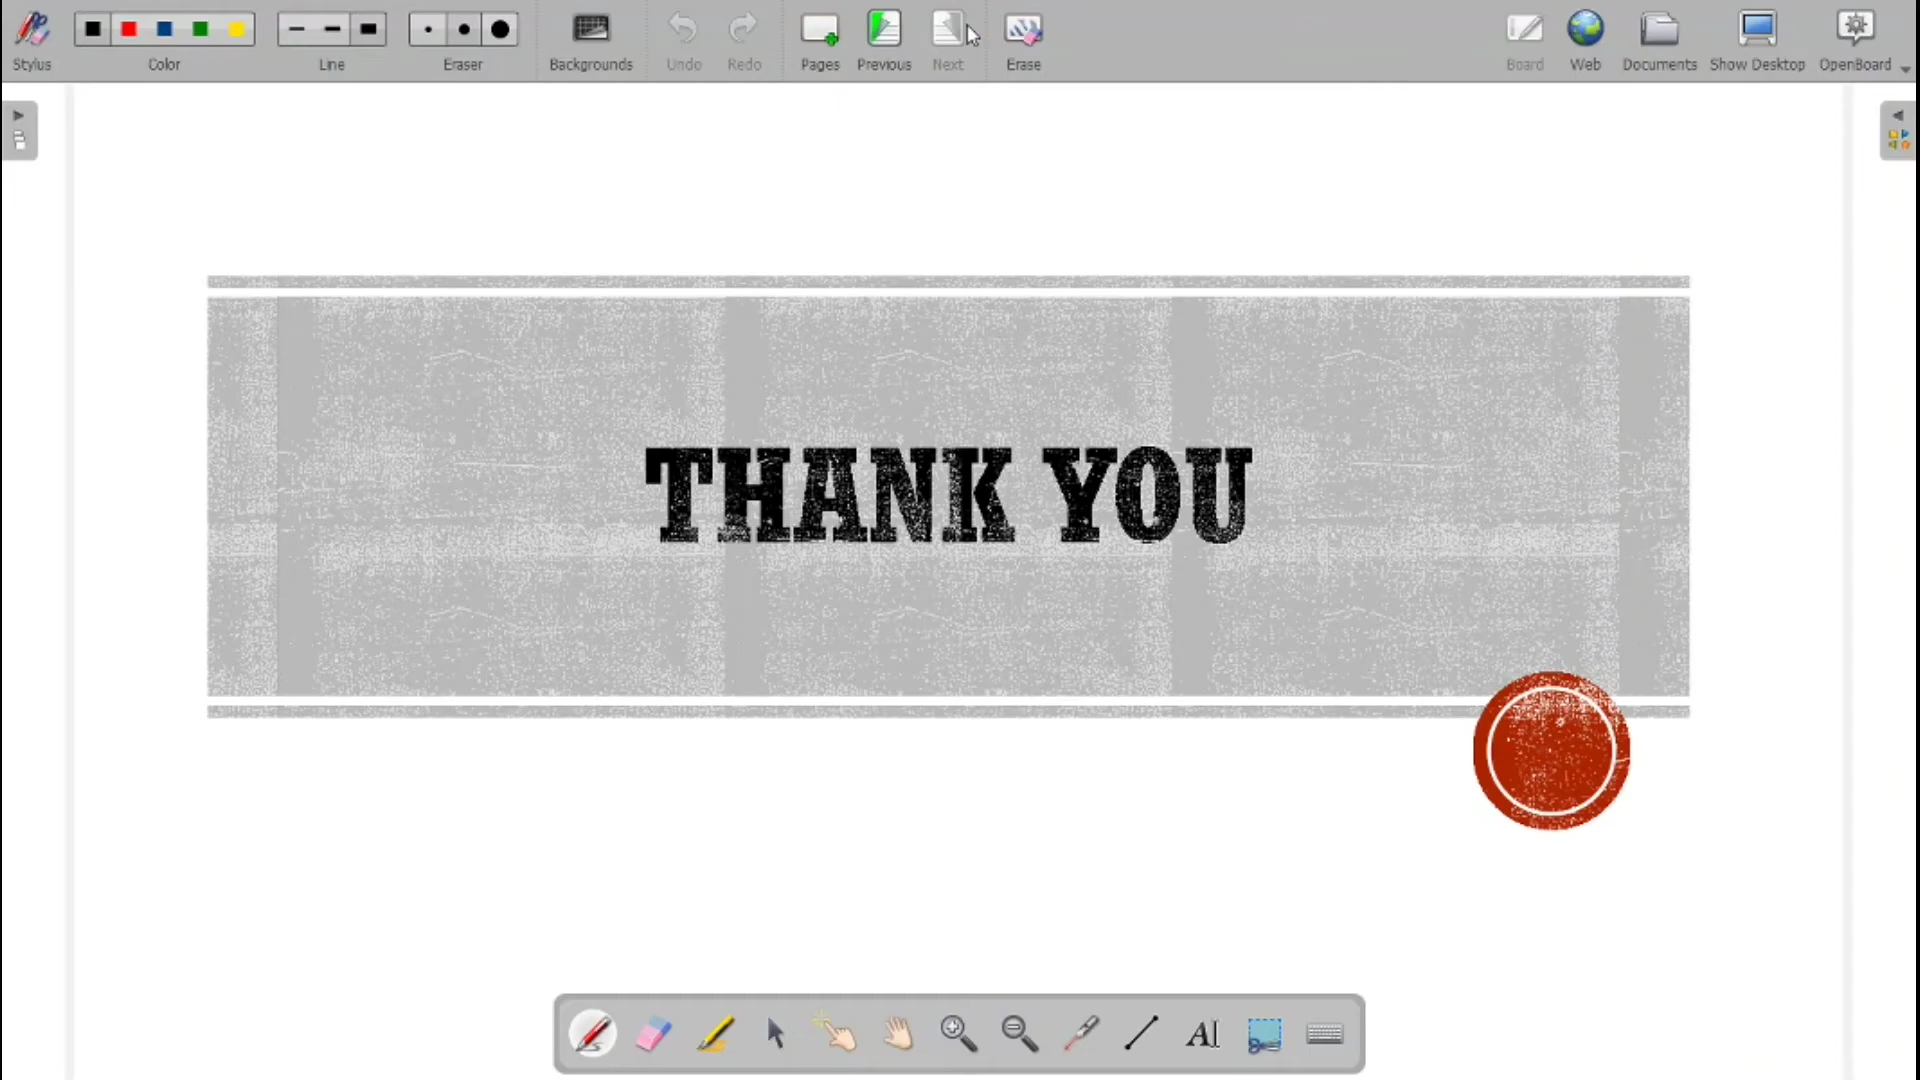 Stylus
Color
Line
Eraser
Backgrounds
Undo
Redo
Pages
Previous
Next
Erase
Board
Web
Documents
Show Desktop
OpenBoard
THANK YOU
AI